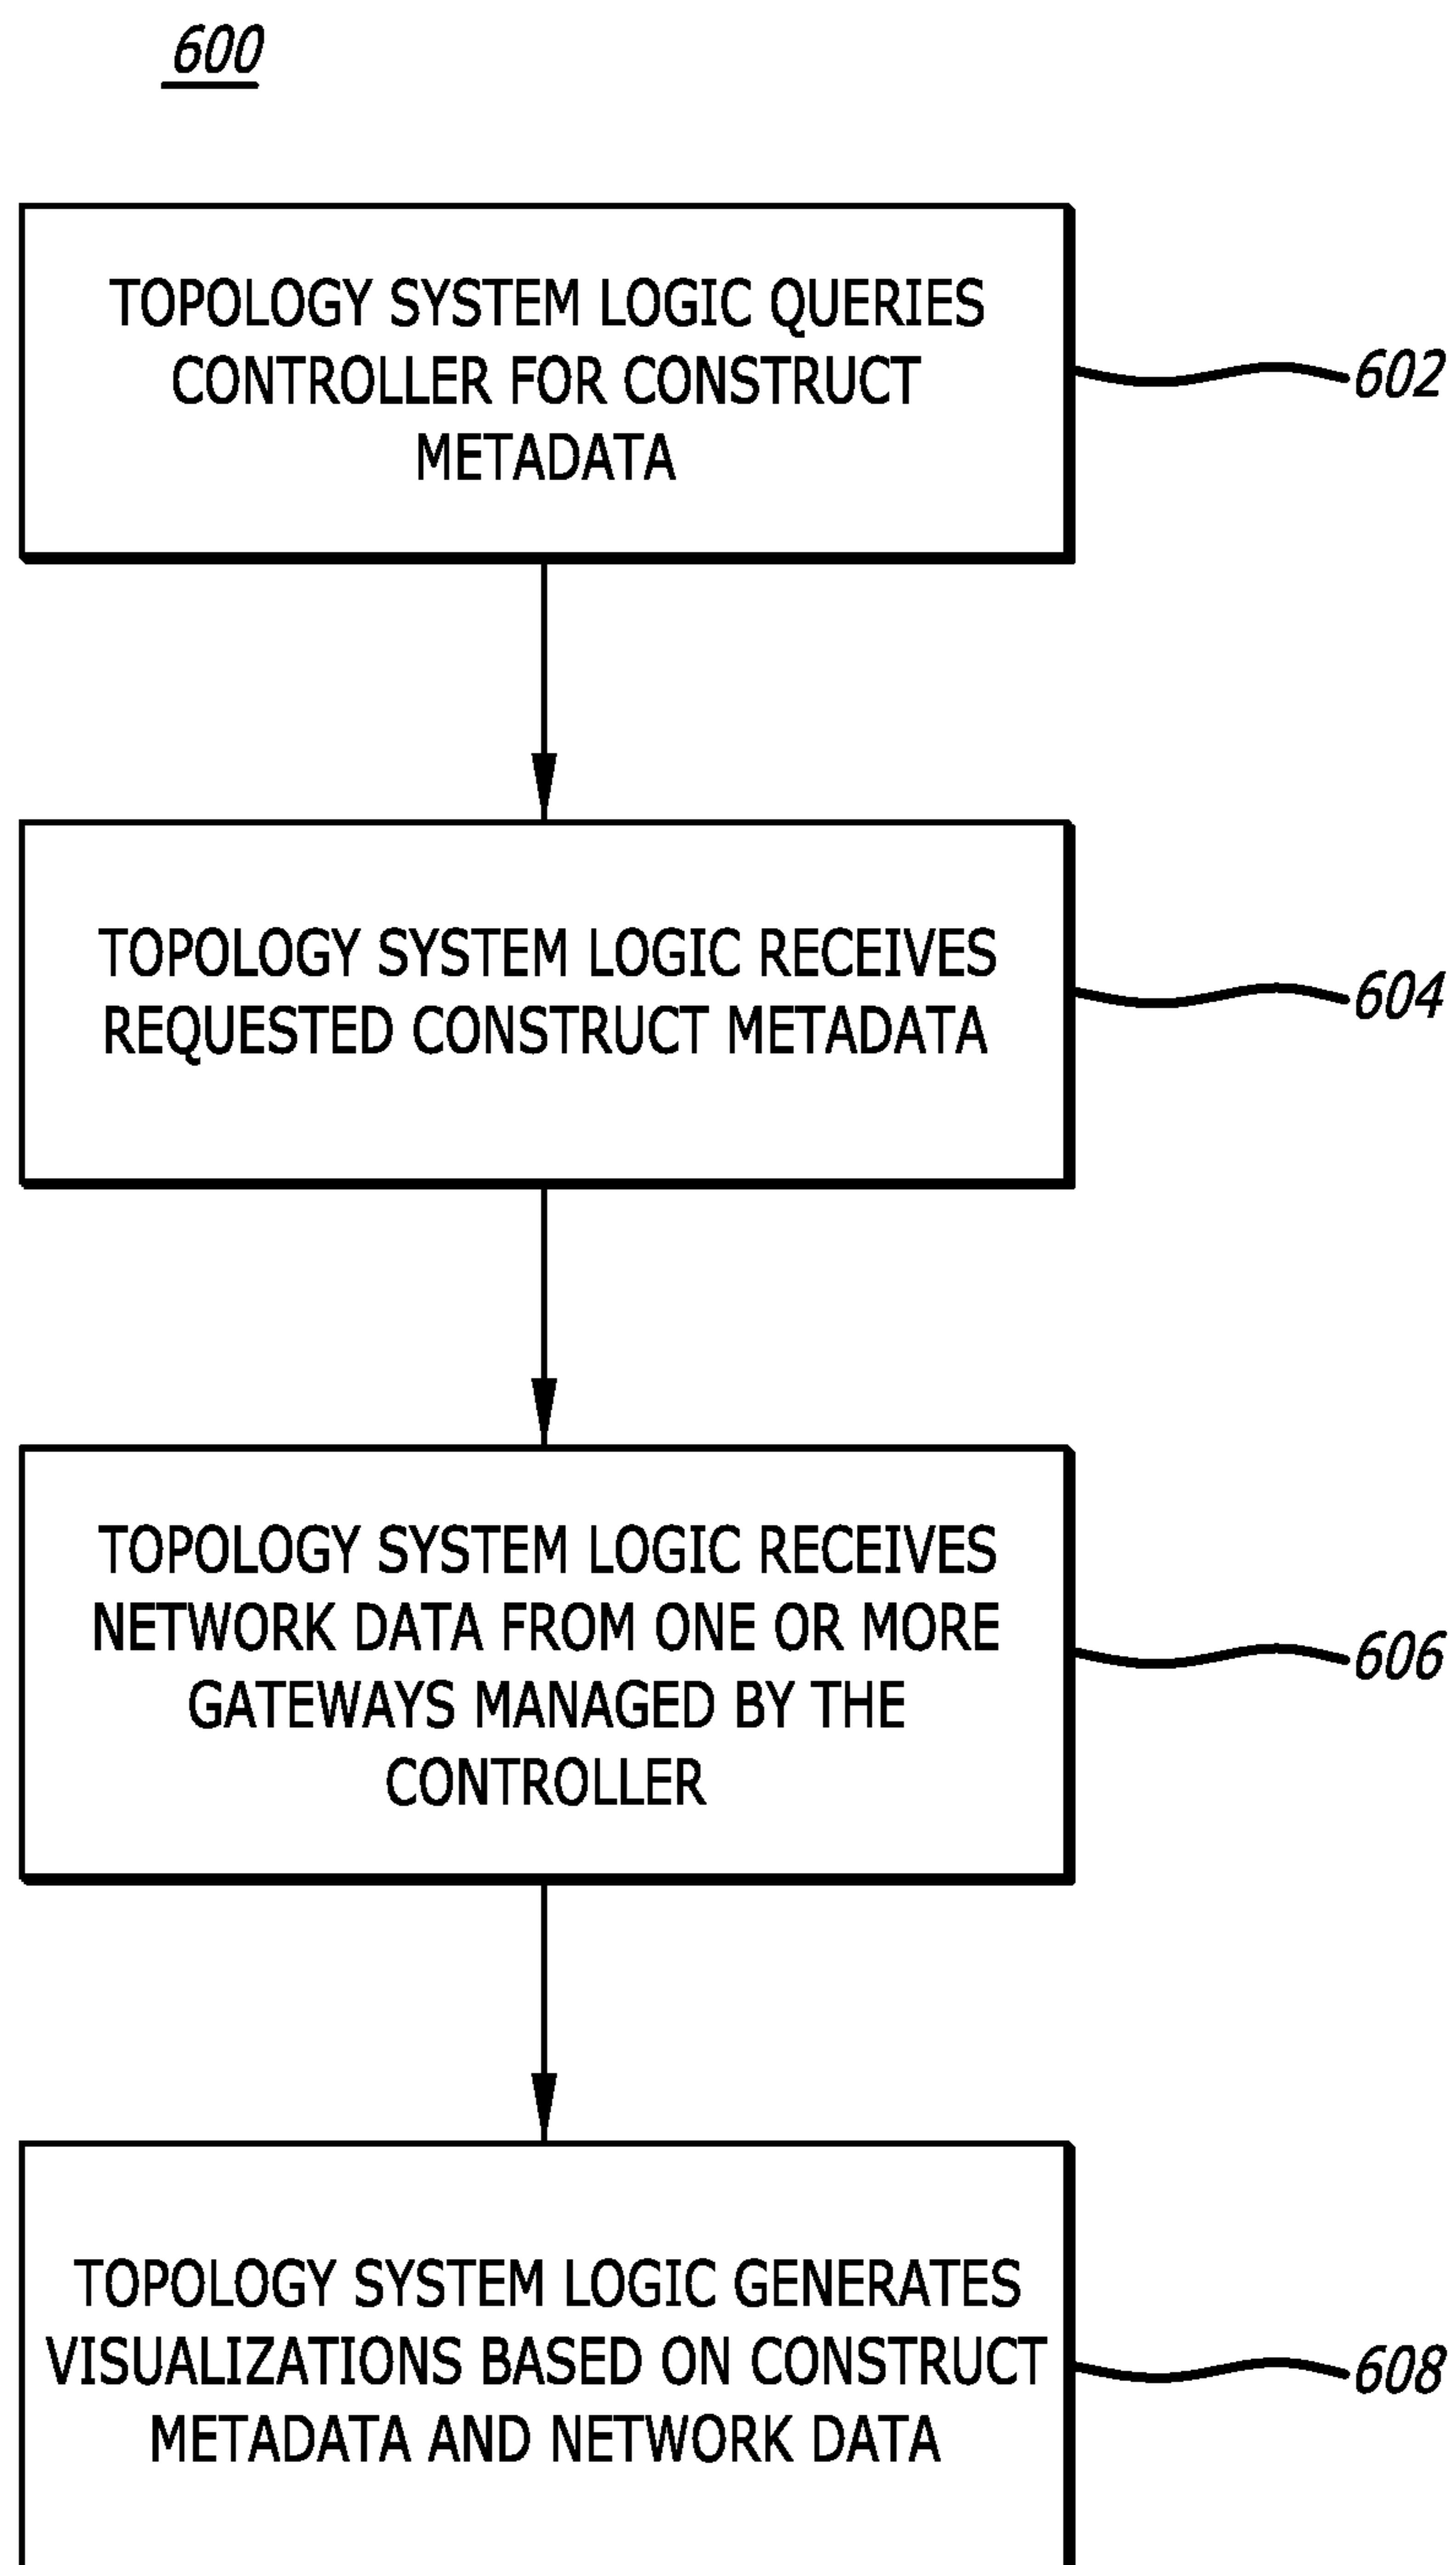 600
TOPOLOGY SYSTEM LOGIC QUERIES
CONTROLLER FOR CONSTRUCT
METADATA
602
TOPOLOGY SYSTEM LOGIC RECEIVES
REQUESTED CONSTRUCT METADATA
604
TOPOLOGY SYSTEM LOGIC RECEIVES
NETWORK DATA FROM ONE OR MORE
GATEWAYS MANAGED BY THE
CONTROLLER
606
TOPOLOGY SYSTEM LOGIC GENERATES
VISUALIZATIONS BASED ON CONSTRUCT
METADATA AND NETWORK DATA
608